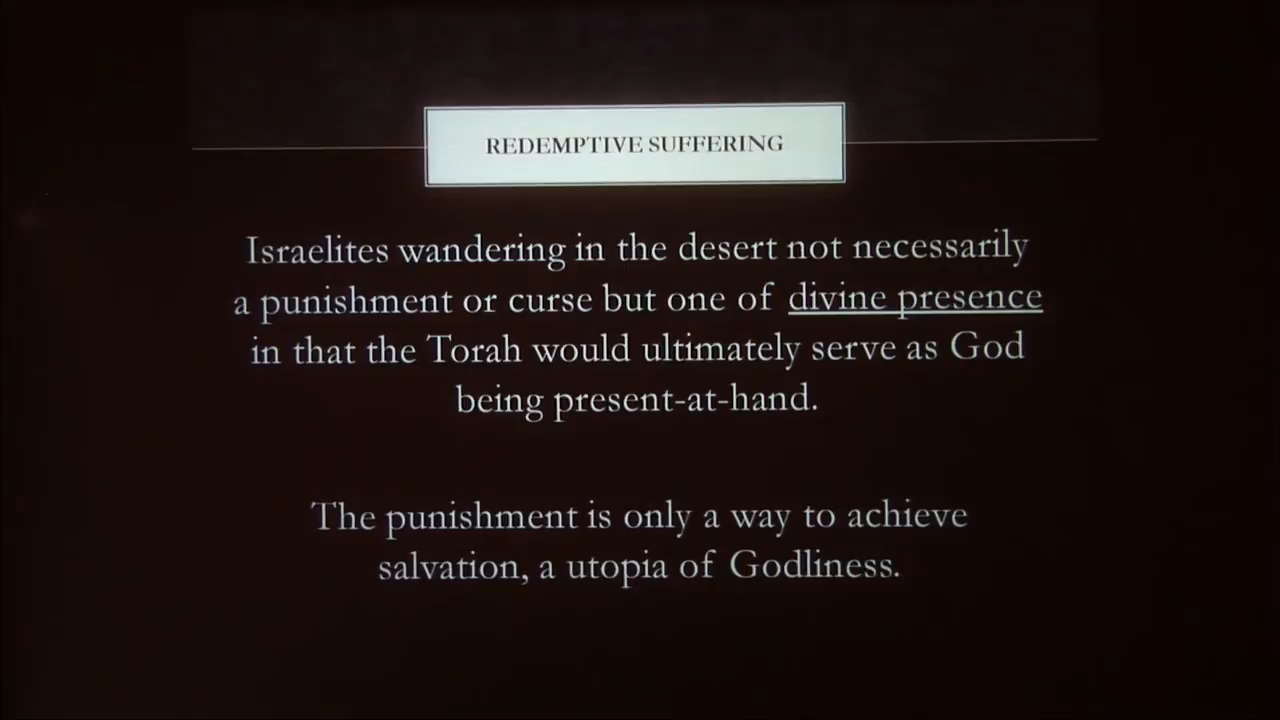 REDEMPTIVE SUFFERING
Israelites wandering in the desert not necessarily
a punishment or curse but one of divine presence
in that the Torah would ultimately serve as God
being present-at-hand.
The punishment is only a way to achieve
salvation, a utopia of Godliness.